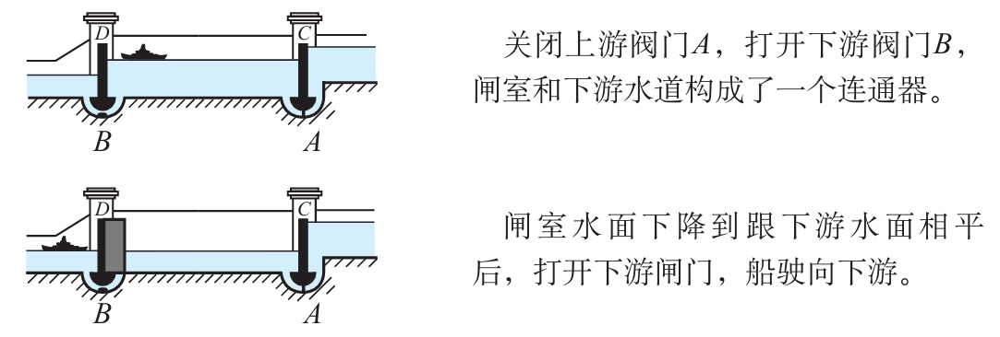 D C
关闭上游阀门A，打开下游阀门B，
闸室和下游水道构成了一个连通器。
B A
D C
闸室水面下降到跟下游水面相平
后，打开下游闸门，船驶向下游。
B A